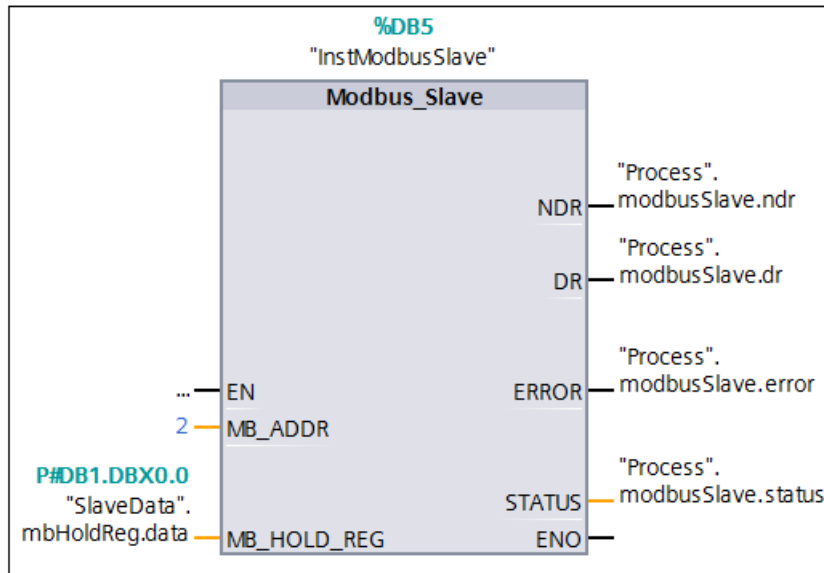 %DB5
"InstModbusSlave"
Modbus_Slave
"Process".
NDR modbusSlave.ndr
"Process".
DR modbusSlave.dr
"Process".
... EN ERROR modbusSlave.error
2 MB_ADDR
P#DB1.DBX0.0
"SlaveData".
"Process".
STATUS modbusSlave.status
mbHoldReg.data MB_HOLD_REG ENO